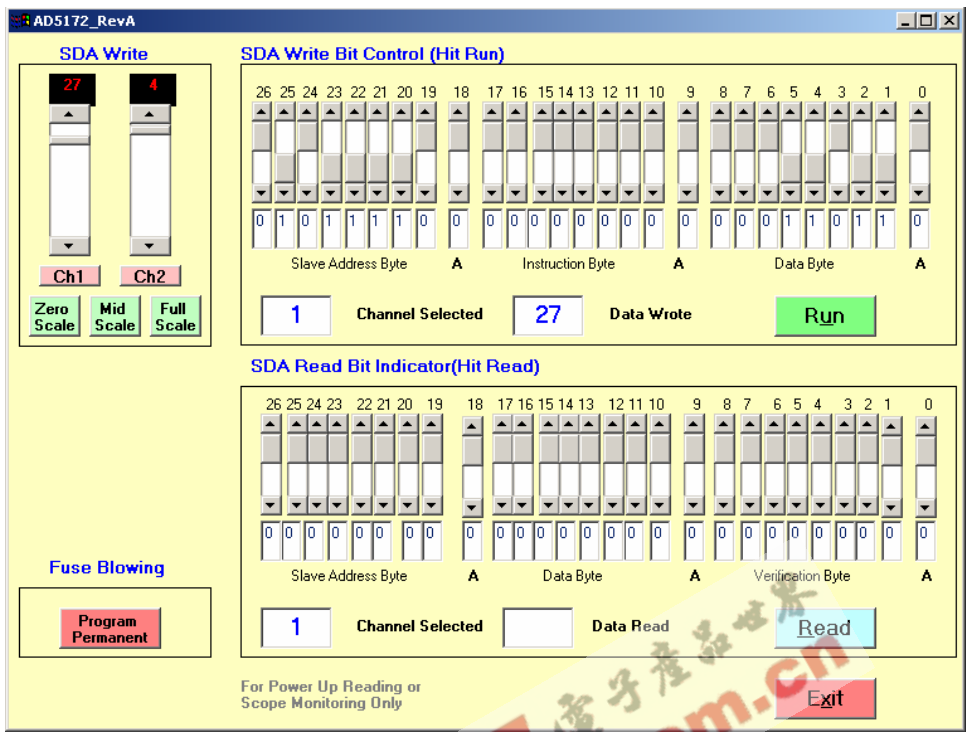 AD5172_RevA
SDA Write
27 4
Ch1 Ch2
Zero Scale Mid Scale Full Scale
SDA Write Bit Control (Hit Run)
26 25 24 23 22 21 20 19 18 17 16 15 14 13 12 11 10 9 8 7 6 5 4 3 2 1 0
0 1 0 1 1 1 1 0 0 0 0 0 0 0 0 0 0 0 0 0 0 1 1 0 1 1 0
Slave Address Byte A Instruction Byte A Data Byte A
1 Channel Selected 27 Data Wrote Run
SDA Read Bit Indicator(Hit Read)
26 25 24 23 22 21 20 19 18 17 16 15 14 13 12 11 10 9 8 7 6 5 4 3 2 1 0
0 0 0 0 0 0 0 0 0 0 0 0 0 0 0 0 0 0 0 0 0 0 0 0 0 0 0
Slave Address Byte A Data Byte A Verification Byte A
1 Channel Selected Data Read Read
Fuse Blowing
Program Permanent
For Power Up Reading or
Scope Monitoring Only
Exit
電子產品世界
om.cn